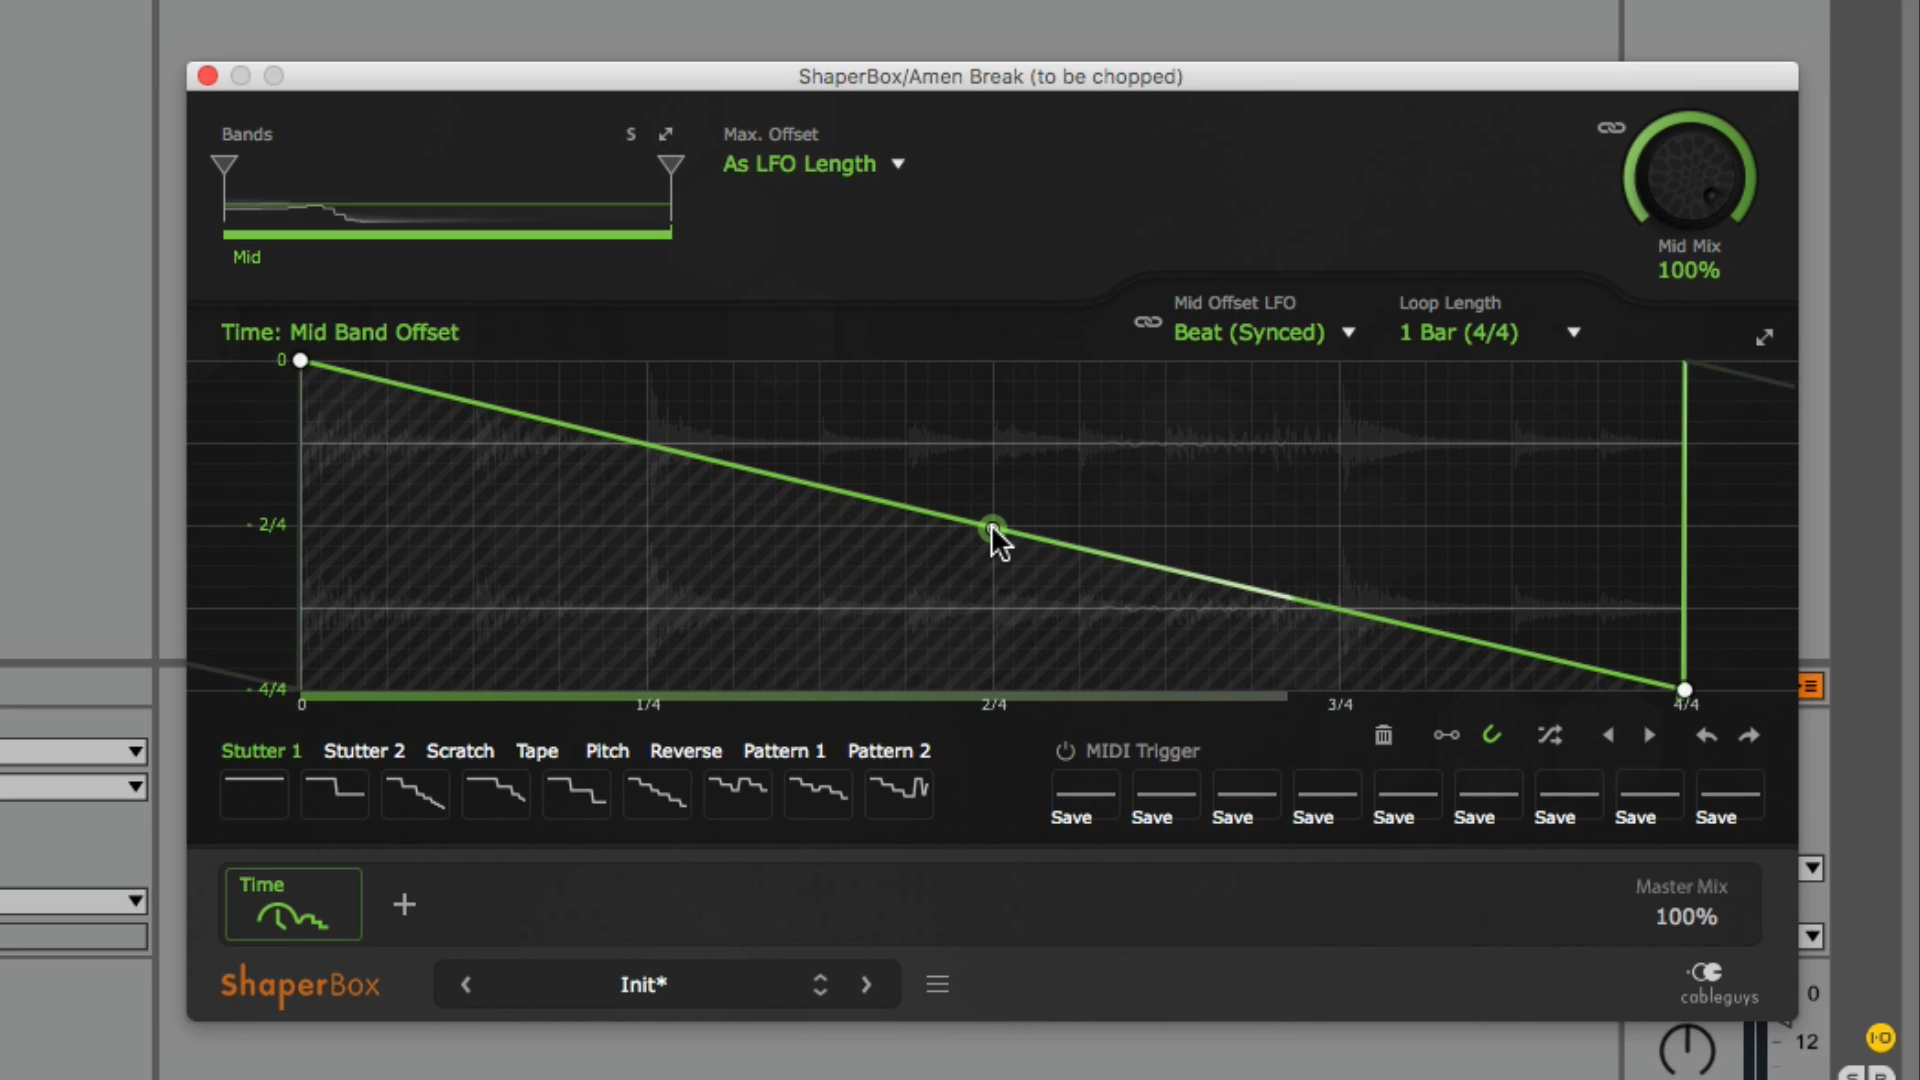 ShaperBox/Amen Break (to be chopped)
Bands
S
Max. Offset
As LFO Length
Mid
Mid Mix
100%
Mid Offset LFO
Beat (Synced)
Loop Length
1 Bar (4/4)
Time: Mid Band Offset
0
- 2/4
- 4/4
0
1/4
2/4
3/4
4/4
Stutter 1
Stutter 2
Scratch
Tape
Pitch
Reverse
Pattern 1
Pattern 2
MIDI Trigger
Save
Save
Save
Save
Save
Save
Save
Save
Save
Time
+
Master Mix
100%
ShaperBox
Init*
cableguys
0
12
I·O